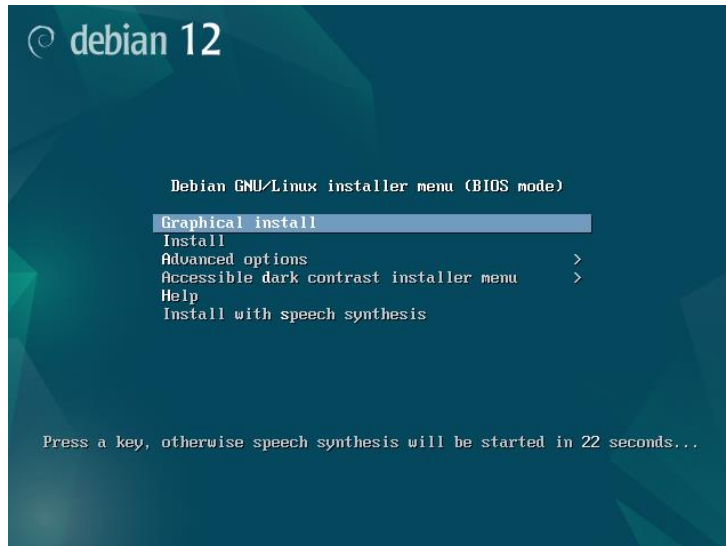 debian 12
Debian GNU/Linux installer menu (BIOS mode)
Graphical install
Install
Advanced options >
Accessible dark contrast installer menu >
Help
Install with speech synthesis
Press a key, otherwise speech synthesis will be started in 22 seconds...